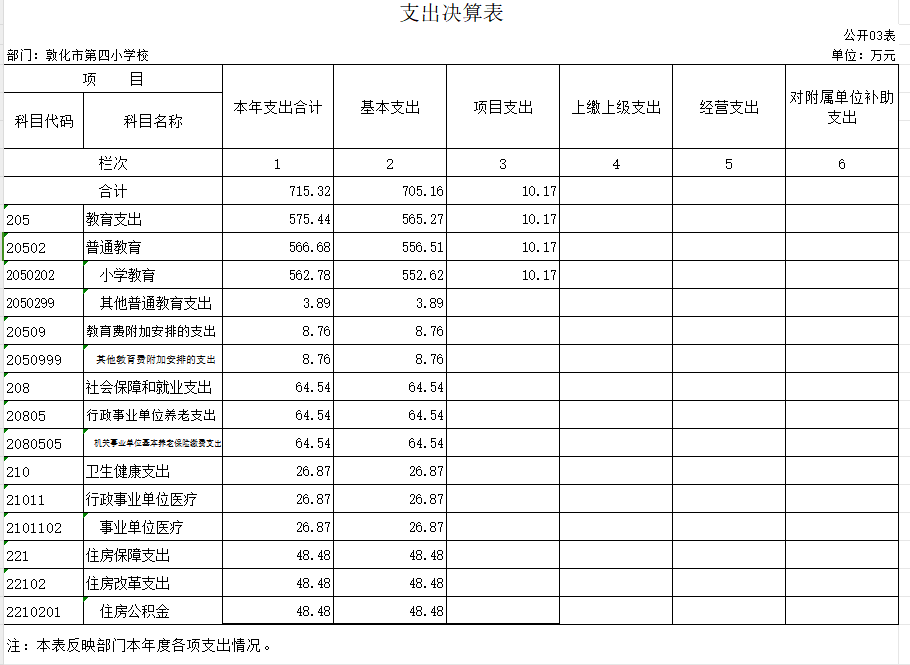 支出决算表
公开03表
部门：敦化市第四小学校 单位：万元
项 目 本年支出合计 基本支出 项目支出 上缴上级支出 经营支出 对附属单位补助支出
科目代码 科目名称
栏次 1 2 3 4 5 6
合计 715.32 705.16 10.17
205 教育支出 575.44 565.27 10.17
20502 普通教育 566.68 556.51 10.17
2050202 小学教育 562.78 552.62 10.17
2050299 其他普通教育支出 3.89 3.89
20509 教育费附加安排的支出 8.76 8.76
2050999 其他教育费附加安排的支出 8.76 8.76
208 社会保障和就业支出 64.54 64.54
20805 行政事业单位养老支出 64.54 64.54
2080505 机关事业单位基本养老保险缴费支出 64.54 64.54
210 卫生健康支出 26.87 26.87
21011 行政事业单位医疗 26.87 26.87
2101102 事业单位医疗 26.87 26.87
221 住房保障支出 48.48 48.48
22102 住房改革支出 48.48 48.48
2210201 住房公积金 48.48 48.48
注：本表反映部门本年度各项支出情况。